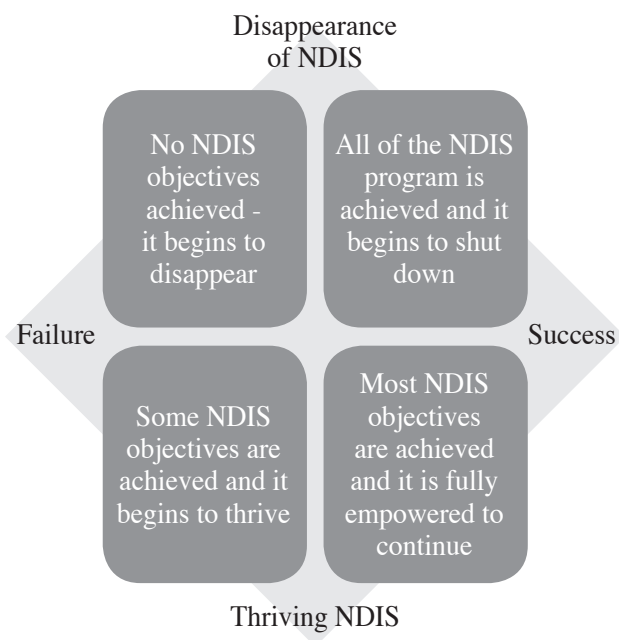 Disappearance
of NDIS
No NDIS
objectives
achieved -
it begins to
disappear
All of the NDIS
program is
achieved and it
begins to shut
down
Failure
Success
Some NDIS
objectives are
achieved and it
begins to thrive
Most NDIS
objectives
are achieved
and it is fully
empowered to
continue
Thriving NDIS